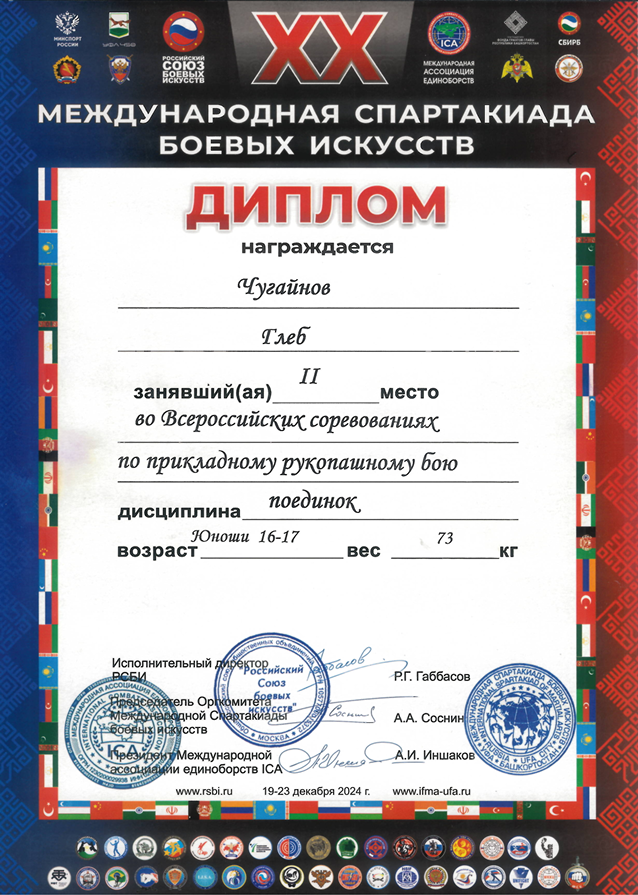 МИНСПОРТ
РОССИИ
РОССИЙСКИЙ
СОЮЗ
БОЕВЫХ
ИСКУССТВ
XX
ICA
МЕЖДУНАРОДНАЯ
АССОЦИАЦИЯ
ЕДИНОБОРСТВ
СБИРБ
МЕЖДУНАРОДНАЯ СПАРТАКИАДА
БОЕВЫХ ИСКУССТВ
ДИПЛОМ
награждается
Чугайнов
Глеб
занявший(ая) II место
во Всероссийских соревованиях
по прикладному рукопашному бою
дисциплина поединок
возраст Юноши 16-17 вес 73 кг
Исполнительный директор
РСБИ Р.Г. Габбасов
"Российский
Союз
боевых
искусств"
МОСКВА
Председатель Оргкомитета
Международной Спартакиады
боевых искусств А.А. Соснин
ICA
Президент Международной
ассоциации единоборств ICA А.И. Иншаков
www.rsbi.ru 19-23 декабря 2024 г. www.ifma-ufa.ru